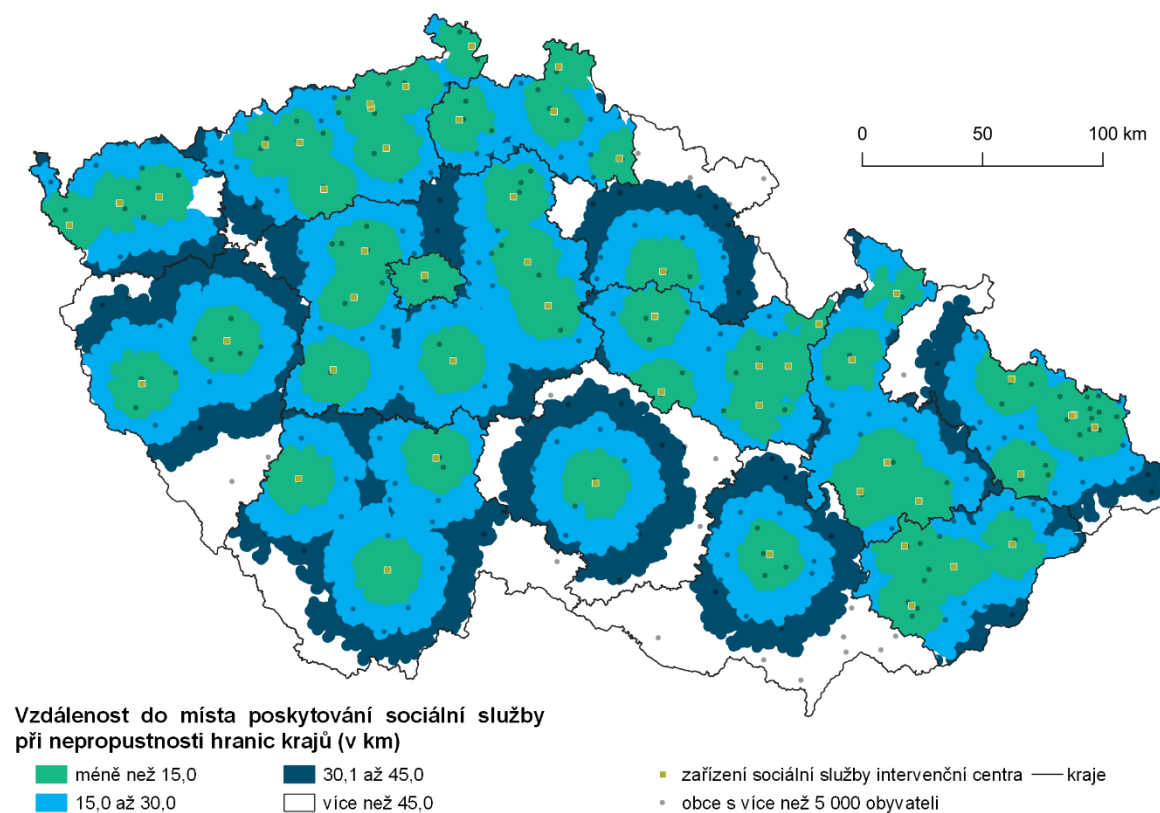 0 50 100 km
Vzdálenost do místa poskytování sociální služby
při nepropustnosti hranic krajů (v km)
méně než 15,0
30,1 až 45,0
15,0 až 30,0
více než 45,0
zařízení sociální služby intervenční centra
kraje
obce s více než 5 000 obyvateli